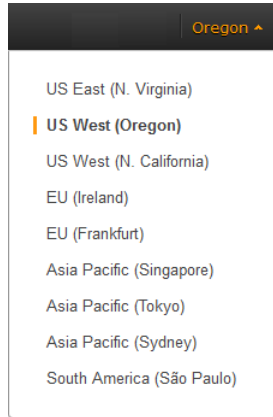 Oregon
US East (N. Virginia)
US West (Oregon)
US West (N. California)
EU (Ireland)
EU (Frankfurt)
Asia Pacific (Singapore)
Asia Pacific (Tokyo)
Asia Pacific (Sydney)
South America (São Paulo)